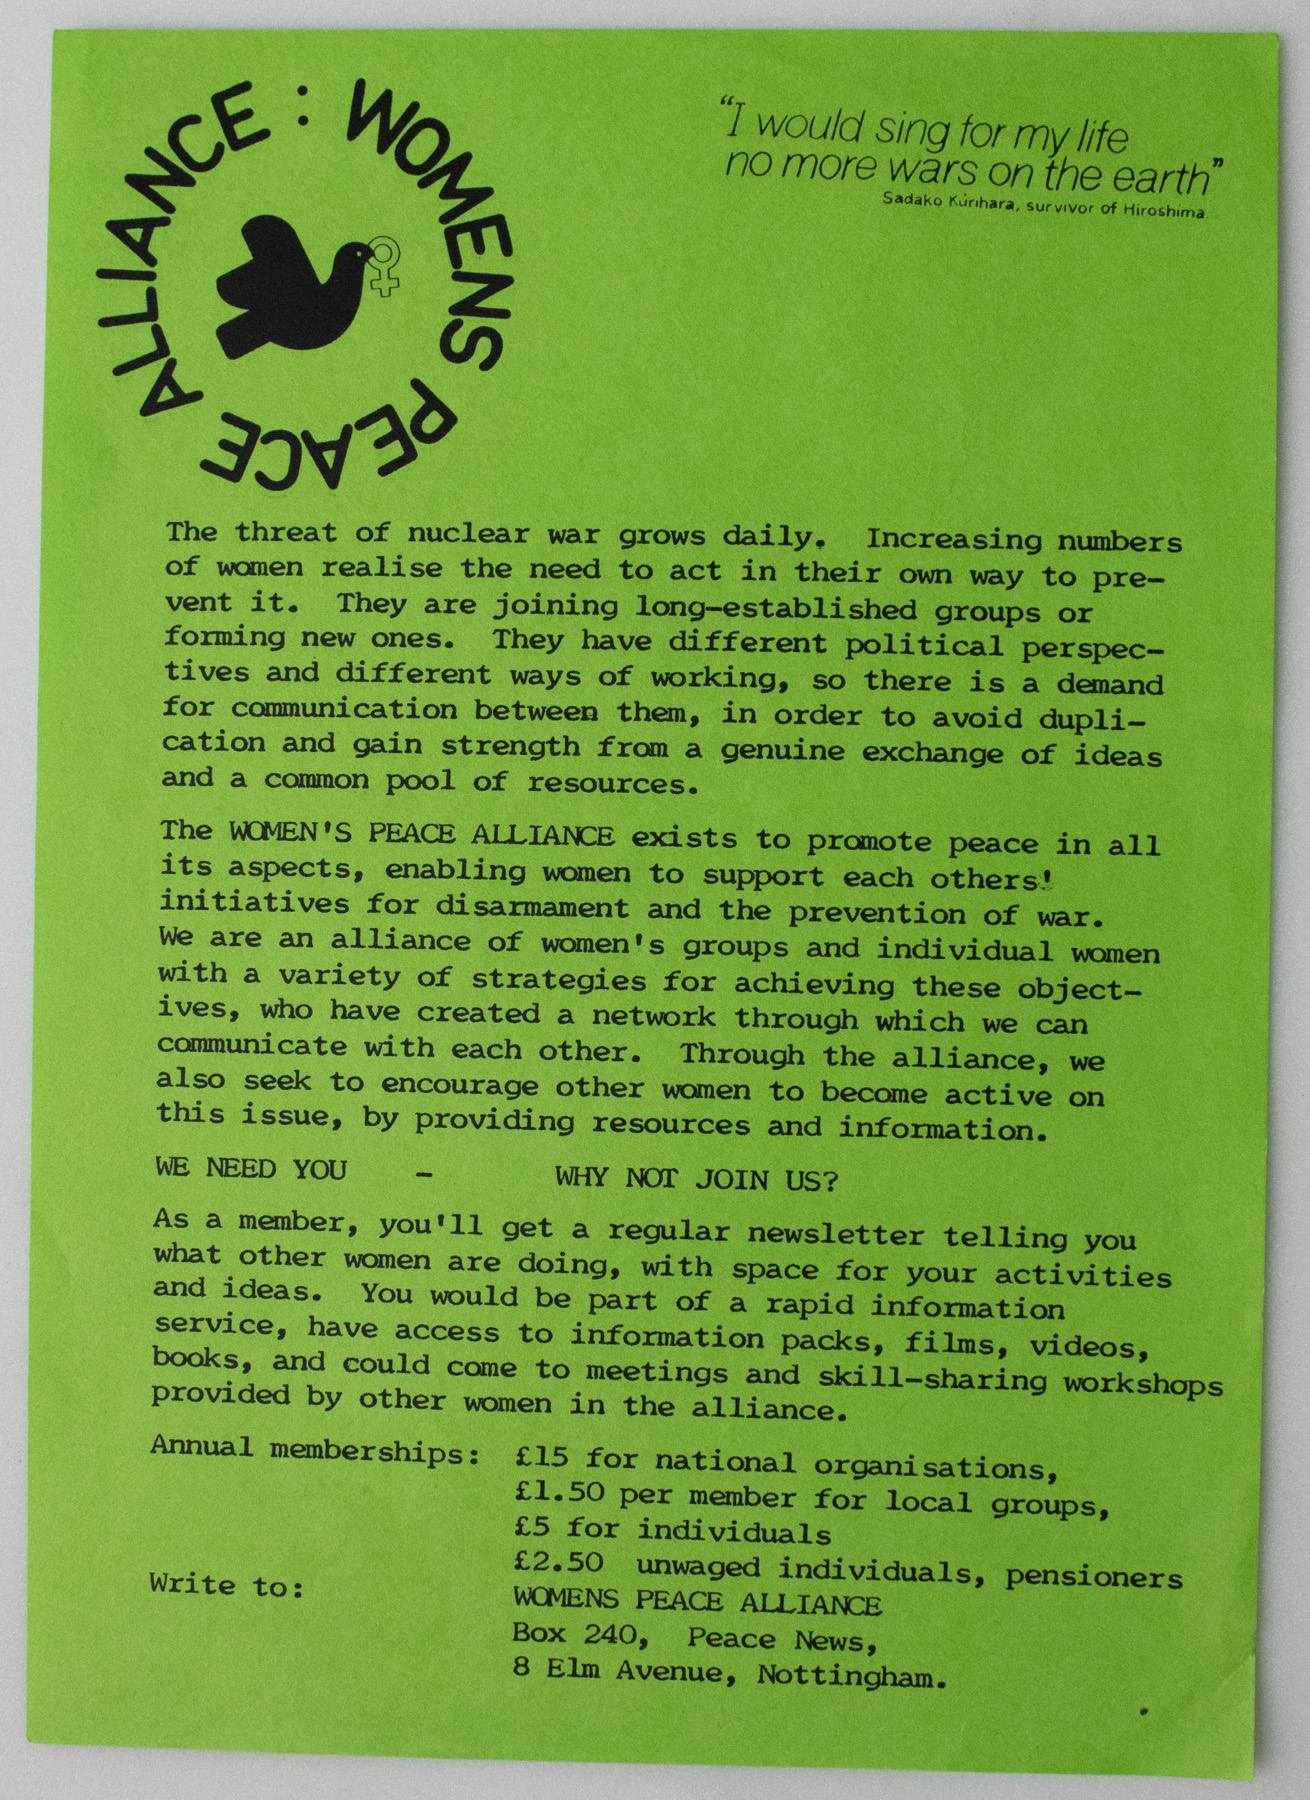 WOMENS PEACE ALLIANCE :
"I would sing for my life
no more wars on the earth"
Sadako Kurihara, survivor of Hiroshima.
The threat of nuclear war grows daily.  Increasing numbers
of women realise the need to act in their own way to pre-
vent it.  They are joining long-established groups or
forming new ones.  They have different political perspec-
tives and different ways of working, so there is a demand
for communication between them, in order to avoid dupli-
cation and gain strength from a genuine exchange of ideas
and a common pool of resources.
The WOMEN'S PEACE ALLIANCE exists to promote peace in all
its aspects, enabling women to support each others'
initiatives for disarmament and the prevention of war.
We are an alliance of women's groups and individual women
with a variety of strategies for achieving these object-
ives, who have created a network through which we can
communicate with each other.  Through the alliance, we
also seek to encourage other women to become active on
this issue, by providing resources and information.
WE NEED YOU - WHY NOT JOIN US?
As a member, you'll get a regular newsletter telling you
what other women are doing, with space for your activities
and ideas.  You would be part of a rapid information
service, have access to information packs, films, videos,
books, and could come to meetings and skill-sharing workshops
provided by other women in the alliance.
Annual memberships: £15 for national organisations,
£1.50 per member for local groups,
£5 for individuals
£2.50 unwaged individuals, pensioners
Write to: WOMENS PEACE ALLIANCE
Box 240, Peace News,
8 Elm Avenue, Nottingham.